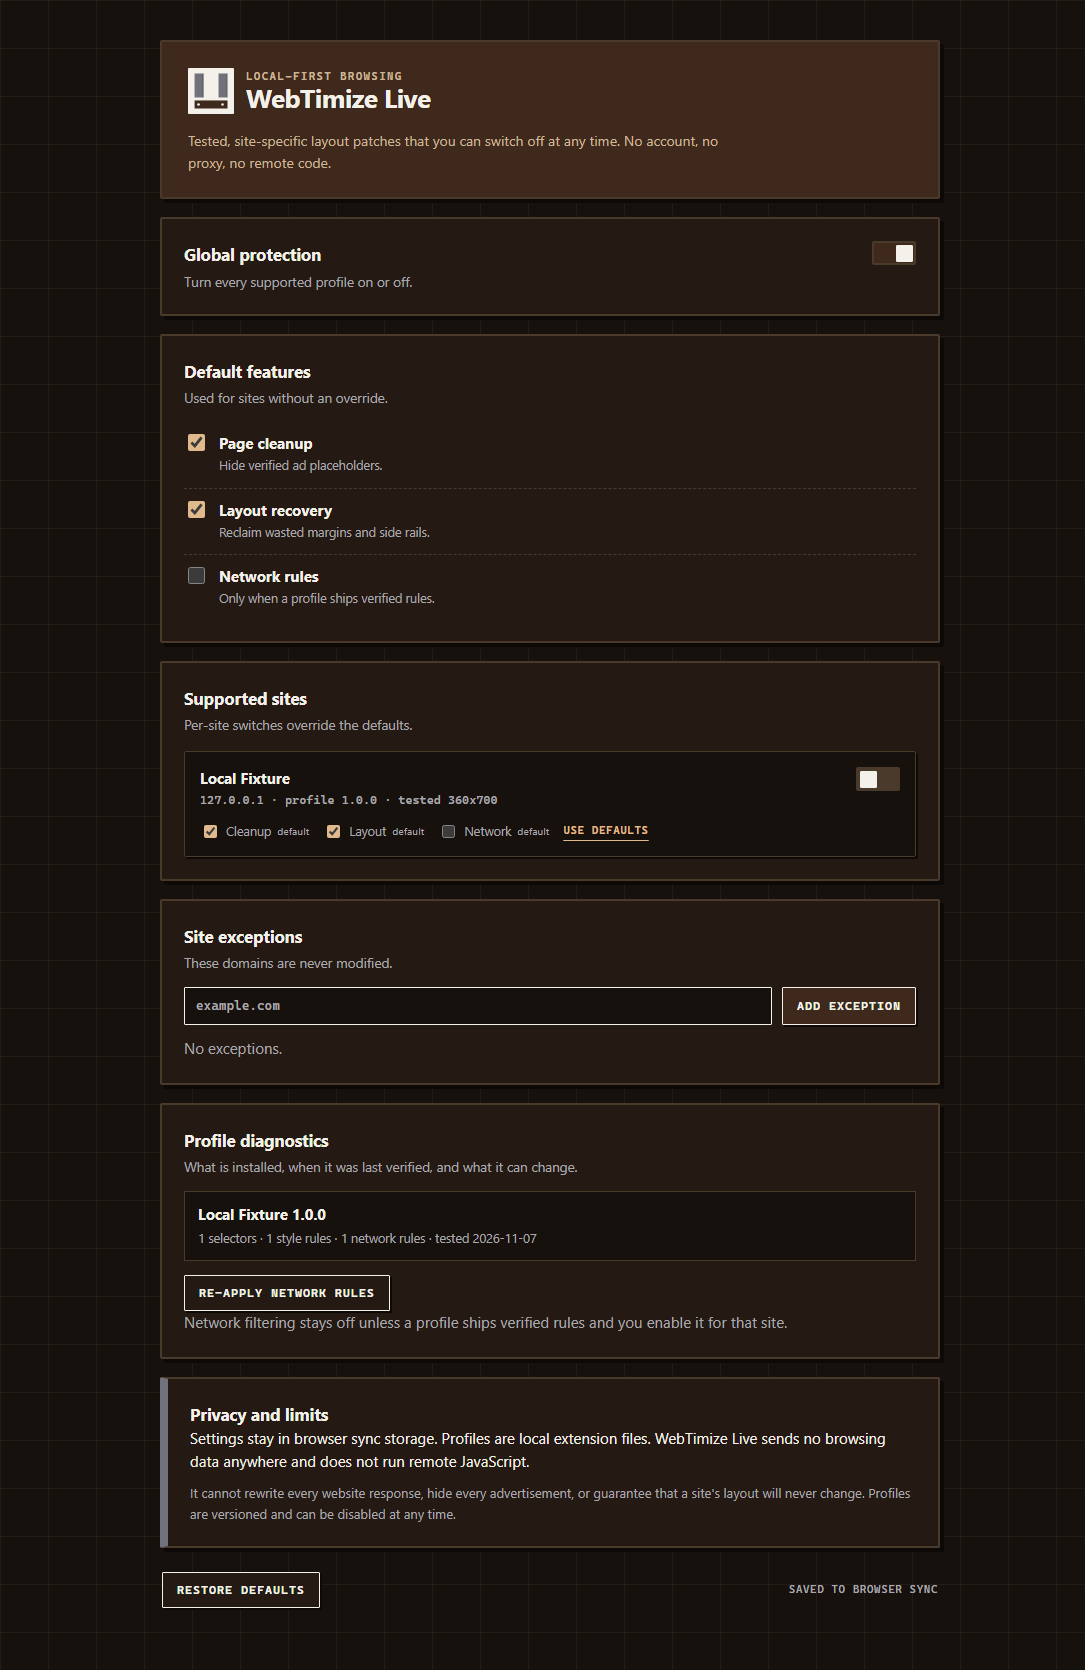 LOCAL-FIRST BROWSING
WebTimize Live
Tested, site-specific layout patches that you can switch off at any time. No account, no
proxy, no remote code.
Global protection
Turn every supported profile on or off.
Default features
Used for sites without an override.
Page cleanup
Hide verified ad placeholders.
Layout recovery
Reclaim wasted margins and side rails.
Network rules
Only when a profile ships verified rules.
Supported sites
Per-site switches override the defaults.
Local Fixture
127.0.0.1 · profile 1.0.0 · tested 360x700
Cleanup default Layout default Network default USE DEFAULTS
Site exceptions
These domains are never modified.
example.com ADD EXCEPTION
No exceptions.
Profile diagnostics
What is installed, when it was last verified, and what it can change.
Local Fixture 1.0.0
1 selectors · 1 style rules · 1 network rules · tested 2026-11-07
RE-APPLY NETWORK RULES
Network filtering stays off unless a profile ships verified rules and you enable it for that site.
Privacy and limits
Settings stay in browser sync storage. Profiles are local extension files. WebTimize Live sends no browsing
data anywhere and does not run remote JavaScript.
It cannot rewrite every website response, hide every advertisement, or guarantee that a site's layout will never change. Profiles
are versioned and can be disabled at any time.
RESTORE DEFAULTS SAVED TO BROWSER SYNC